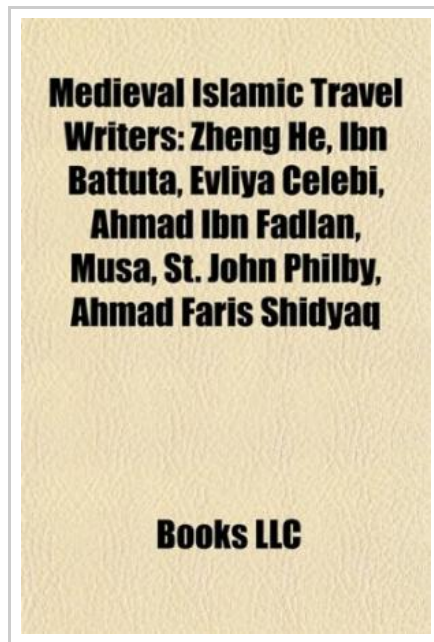 Medieval Islamic Travel
Writers: Zheng He, Ibn
Battuta, Evliya Celebi,
Ahmad Ibn Fadlan,
Musa, St. John Philby,
Ahmad Faris Shidyaq
Books LLC